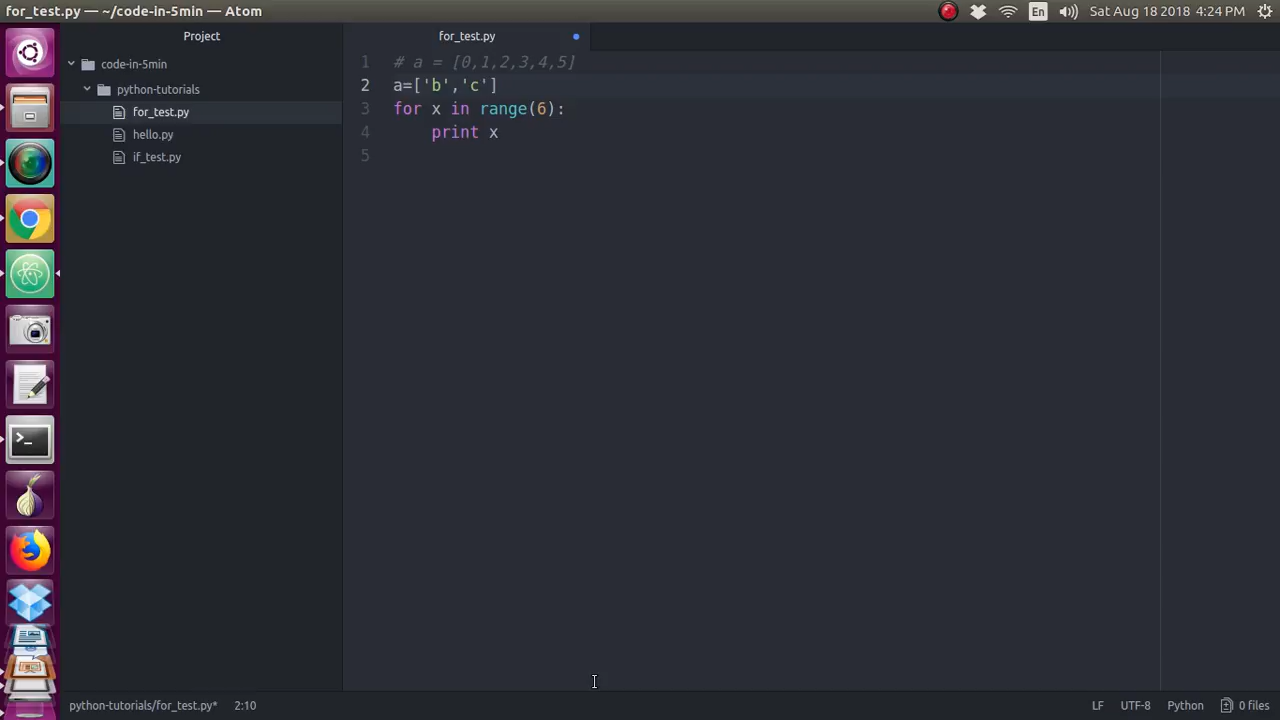 for_test.py — ~/code-in-5min — Atom
En
Sat Aug 18 2018 4:24 PM
Project
for_test.py
code-in-5min
python-tutorials
for_test.py
hello.py
if_test.py
1 # a = [0,1,2,3,4,5]
2 a=['b','c']
3 for x in range(6):
4 print x
5
>_
python-tutorials/for_test.py* 2:10
LF UTF-8 Python 0 files